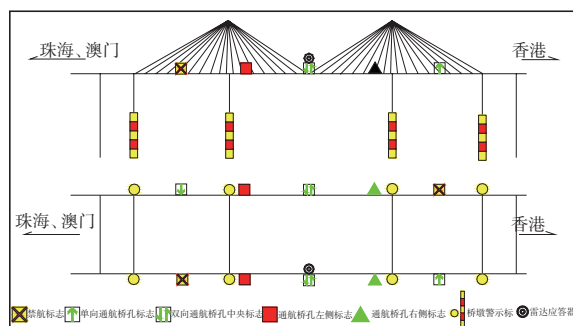 珠海、澳门
香港
珠海、澳门
香港
禁航标志 单向通航桥孔标志 双向通航桥孔中央标志 通航桥孔左侧标志 通航桥孔右侧标志 桥墩警示标 雷达应答器